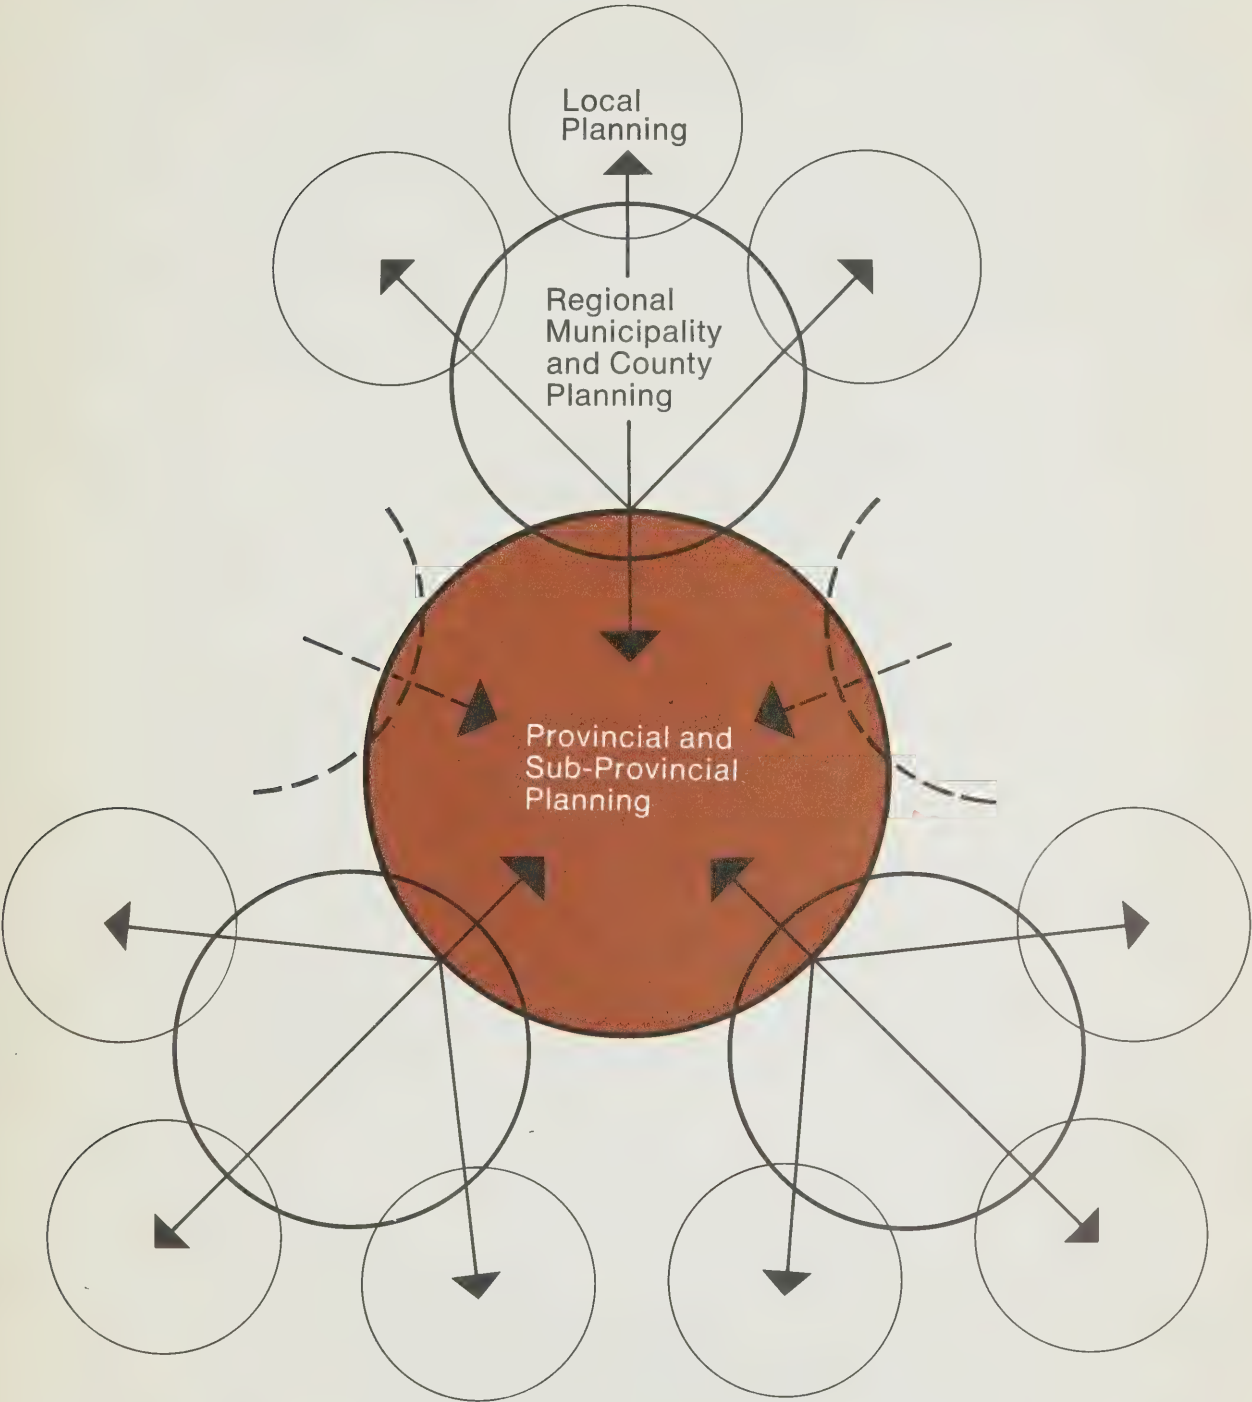 Local
Planning
Regional
Municipality
and County
Planning
Provincial and
Sub-Provincial
Planning